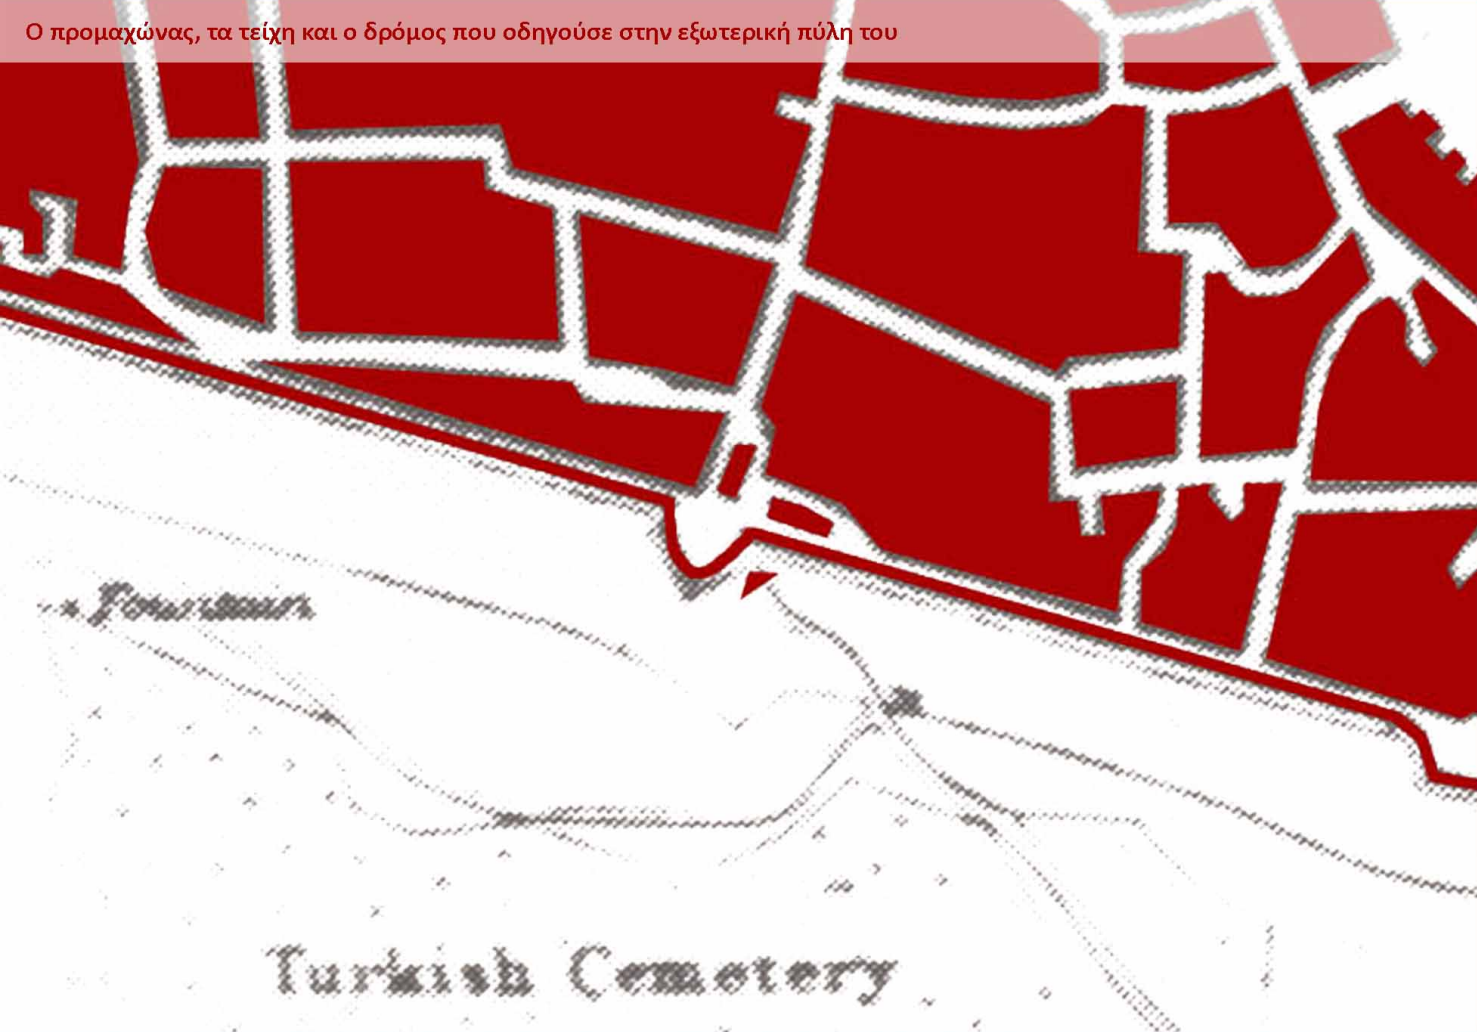 Ο προμαχώνας, τα τείχη και ο δρόμος που οδηγούσε στην εξωτερική πύλη του
Turkish Cemetery